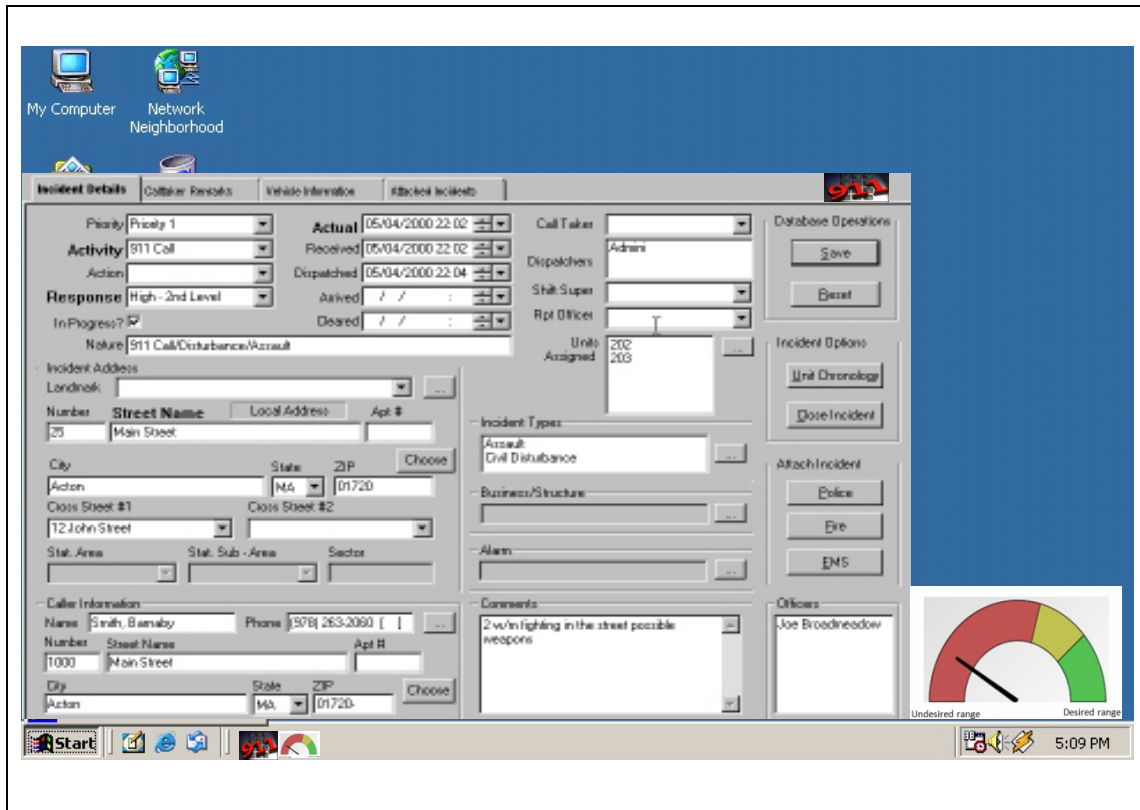 My Computer
Network
Neighborhood
Incident Details Calltaker Remarks Vehicle Information Attached Incidents
911
Priority Priority 1 Actual 05/04/2000 22:02 Call Taker Database Operations
Activity 911 Call Received 05/04/2000 22:02 Dispatchers Admini Save
Action Dispatched 05/04/2000 22:04
Response High - 2nd Level Arrived / / : Shift Super Reset
In Progress? Cleared / / : Rpt Officer
Nature 911 Call/Disturbance/Assault Units Assigned 202 ... Incident Options
203
Incident Address
Landmark ... Unit Chronology
Number Street Name Local Address Apt # Close Incident
25 Main Street Incident Types
Assault
Civil Disturbance ...
City State ZIP Choose Attach Incident
Acton MA 01720 Business/Structure Police
Cross Street #1 Cross Street #2 ...
12 John Street Fire
Stat. Area Stat. Sub - Area Sector Alarm EMS
...
Caller Information Comments Officers
Name Smith, Barnaby Phone (978) 263-2060 [ ] ... 2 w/m fighting in the street possible Joe Broadmeadow
Number Street Name Apt # weapons
1000 Main Street
City State ZIP Choose
Acton MA 01720-
Undesired range Desired range
Start 911 5:09 PM